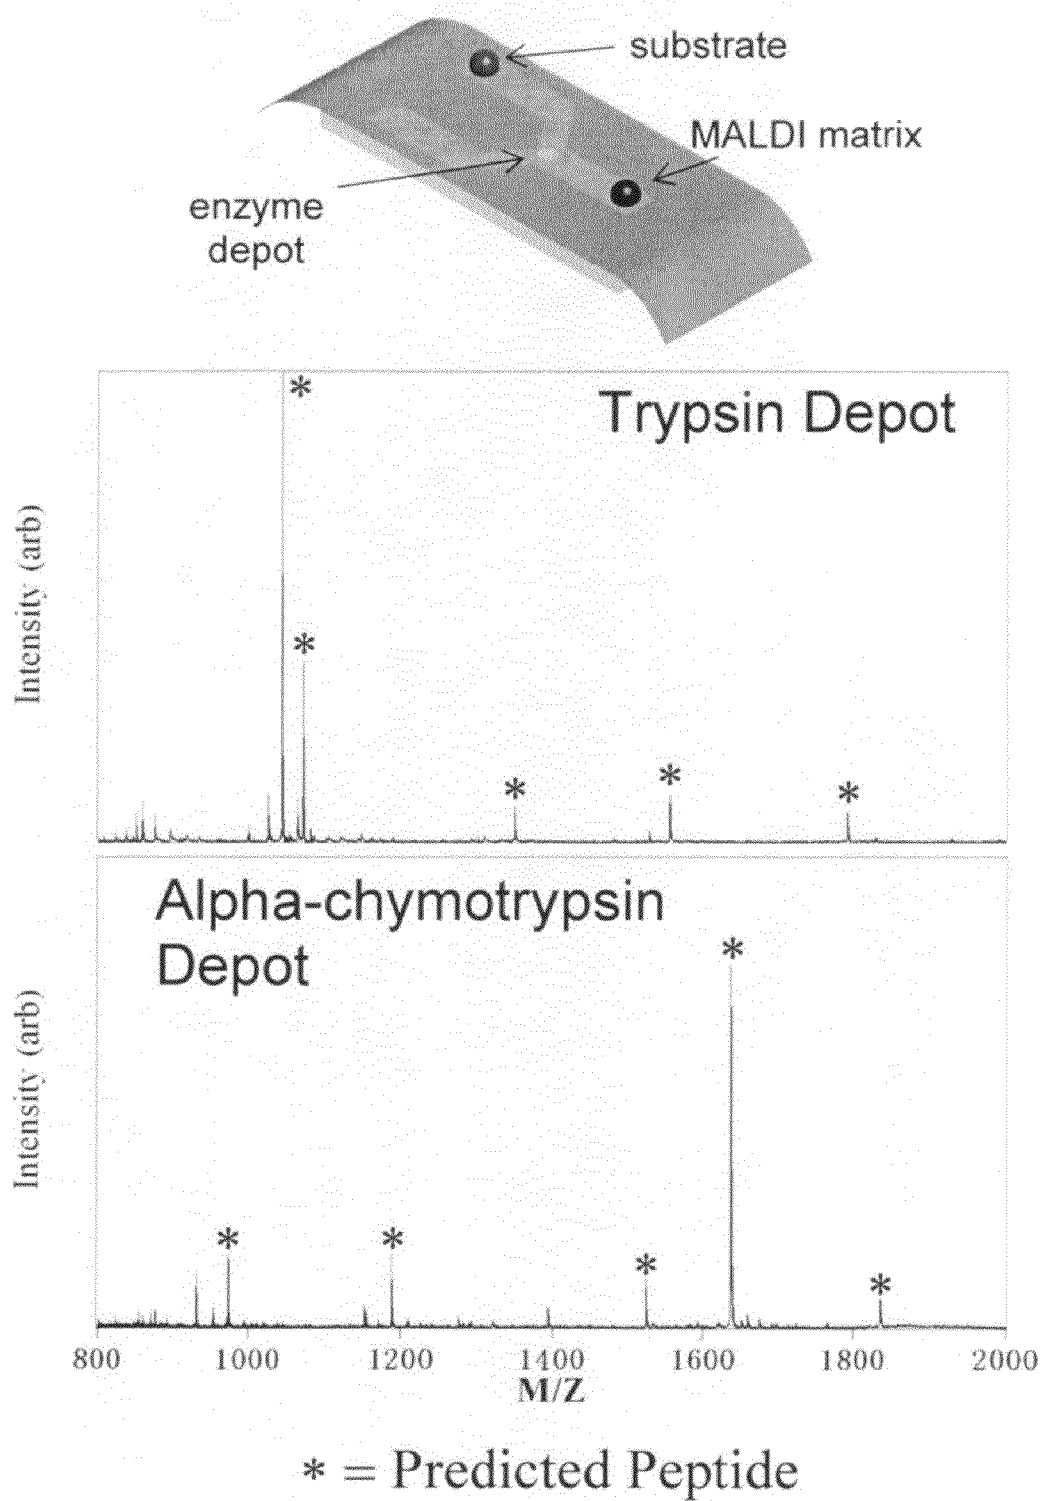 substrate
MALDI matrix
enzyme
depot
*
Trypsin Depot
*
*
*
*
Intensity (arb)
Alpha-chymotrypsin
Depot
*
*
*
*
*
Intensity (arb)
800 1000 1200 1400 1600 1800 2000
M/Z
* = Predicted Peptide